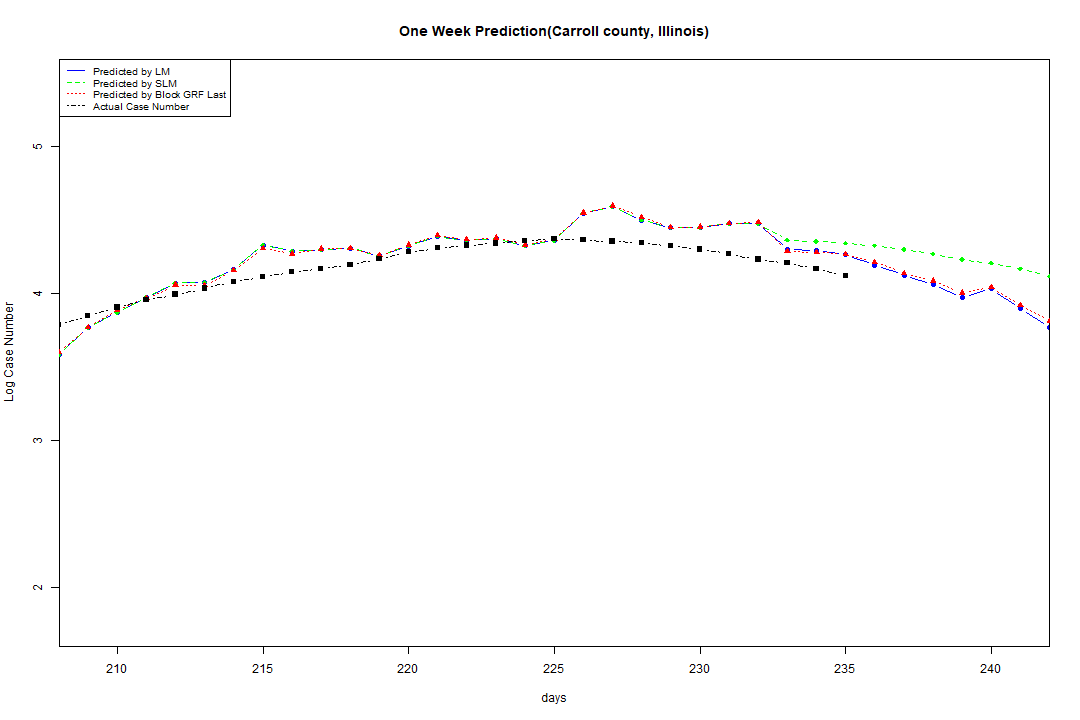 One Week Prediction(Carroll county, Illinois)
Predicted by LM
Predicted by SLM
Predicted by Block GRF Last
Actual Case Number
5
4
3
2
Log Case Number
210 215 220 225 230 235 240
days